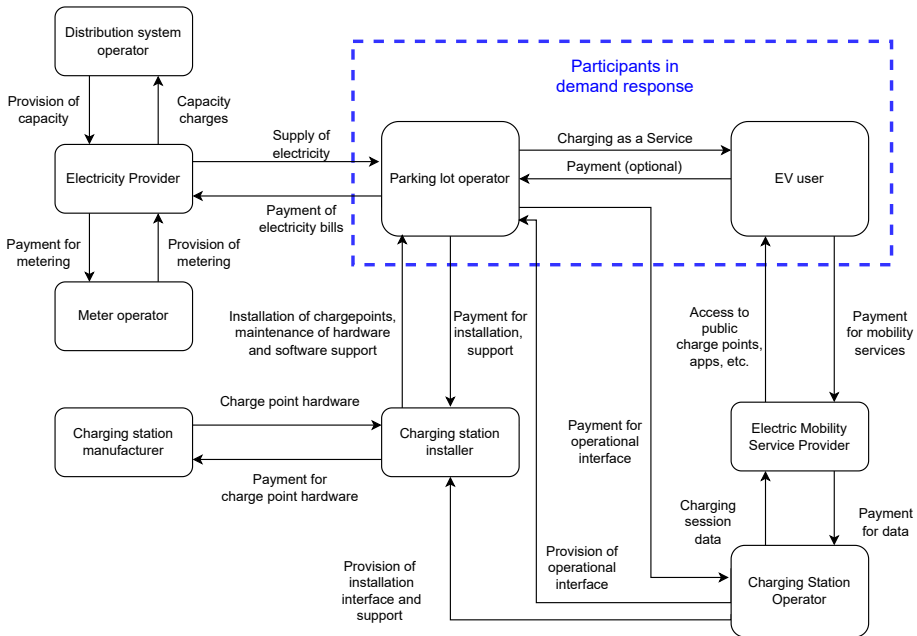 Distribution system
operator
Participants in
demand response
Provision of
capacity
Capacity
charges
Supply of
electricity
Charging as a Service
Payment (optional)
Electricity Provider
Parking lot operator
EV user
Payment of
electricity bills
Payment for
metering
Provision of
metering
Meter operator
Installation of chargepoints,
maintenance of hardware
and software support
Payment for
installation,
support
Access to
public
charge points,
apps, etc.
Payment
for mobility
services
Charge point hardware
Charging station
manufacturer
Charging station
installer
Payment for
operational
interface
Electric Mobility
Service Provider
Payment for
charge point hardware
Charging
session
data
Payment
for data
Provision of
installation
interface and
support
Provision of
operational
interface
Charging Station
Operator